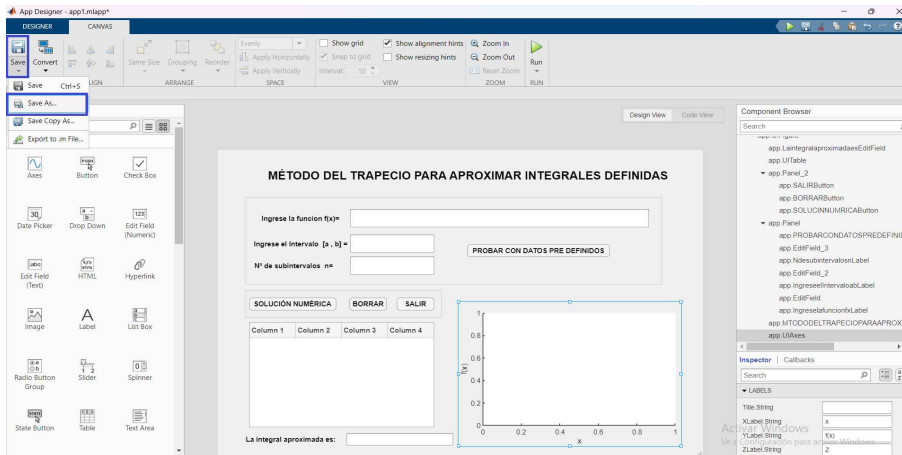 App Designer - app1.mlapp*
DESIGNER CANVAS
Save Convert Same Size Grouping Reorder
Evenly
Apply Horizontally
Apply Vertically
Show grid
Snap to grid
Interval: 10
Show alignment hints
Show resizing hints
Zoom In
Zoom Out
Reset Zoom
Run
ARRANGE SPACE VIEW ZOOM RUN
Save Ctrl+S
Save As...
Save Copy As...
Export to .m File...
Axes Button Check Box
Date Picker Drop Down Edit Field
(Numeric)
Edit Field
(Text) HTML Hyperlink
Image Label List Box
Radio Button
Group Slider Spinner
State Button Table Text Area
Design View Code View
MÉTODO DEL TRAPECIO PARA APROXIMAR INTEGRALES DEFINIDAS
Ingrese la funcion f(x)=
Ingrese el Intervalo [a , b] =
Nº de subintervalos n=
PROBAR CON DATOS PRE DEFINIDOS
SOLUCIÓN NUMÉRICA BORRAR SALIR
Column 1 Column 2 Column 3 Column 4
La integral aproximada es:
1
0.8
0.6
0.4
0.2
0
f(x)
0 0.2 0.4 0.6 0.8 1
x
Component Browser
Search
app.LaintegralaproximadaesEditField
app.UITable
app.Panel_2
app.SALIRButton
app.BORRARButton
app.SOLUCINNUMRICAButton
app.Panel
app.PROBARCONDATOSPREDEFINI
app.EditField_3
app.NdesubintervalosnLabel
app.EditField_2
app.IngreseelIntervaloabLabel
app.EditField
app.IngreselafuncionfxLabel
app.MTODODELTRAPECIOPARAAPROX
app.UIAxes
Inspector Callbacks
Search
LABELS
Title.String
XLabel.String x
YLabel.String f(x)
ZLabel.String Z
Activar Windows